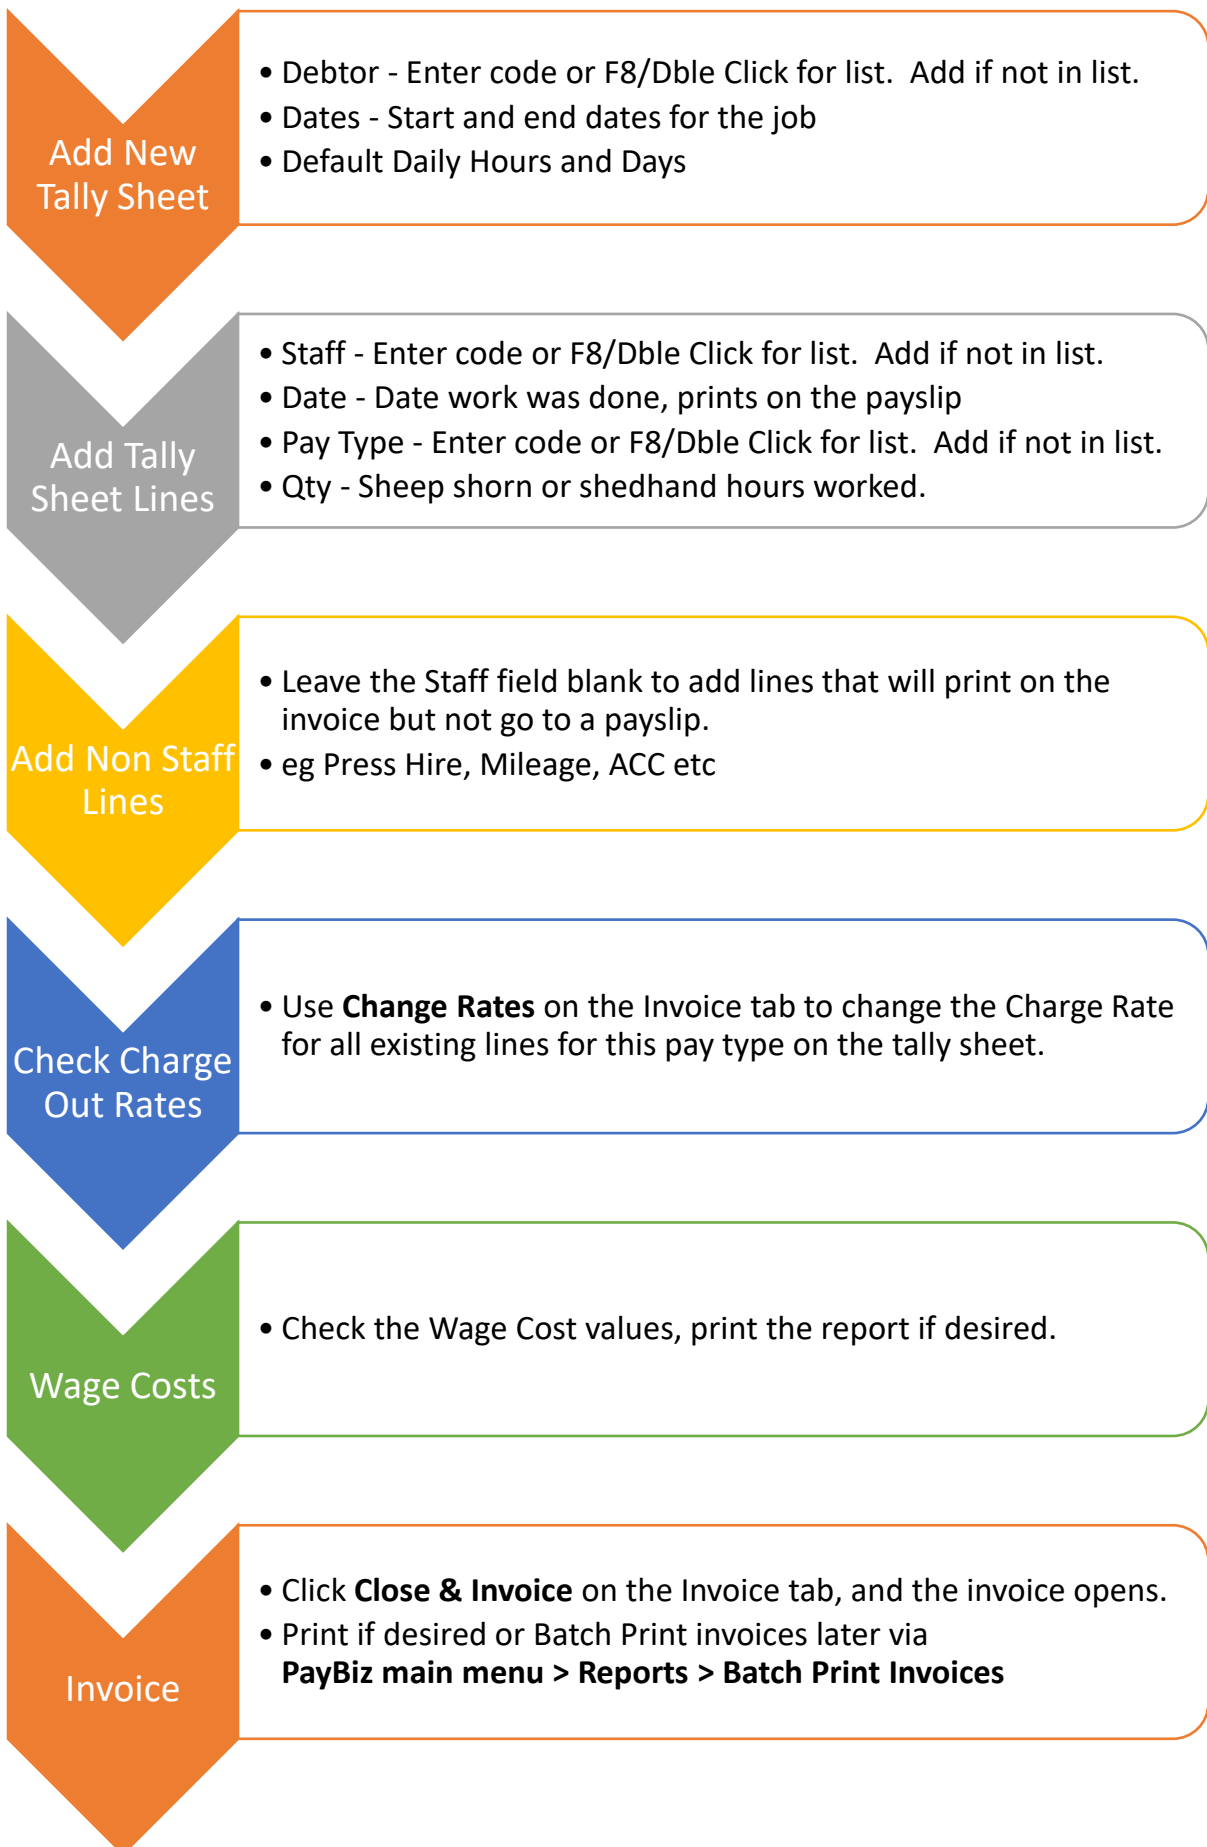 Add New
Tally Sheet
• Debtor - Enter code or F8/Dble Click for list.  Add if not in list.
• Dates - Start and end dates for the job
• Default Daily Hours and Days
Add Tally
Sheet Lines
• Staff - Enter code or F8/Dble Click for list.  Add if not in list.
• Date - Date work was done, prints on the payslip
• Pay Type - Enter code or F8/Dble Click for list.  Add if not in list.
• Qty - Sheep shorn or shedhand hours worked.
Add Non Staff
Lines
• Leave the Staff field blank to add lines that will print on the
invoice but not go to a payslip.
• eg Press Hire, Mileage, ACC etc
Check Charge
Out Rates
• Use Change Rates on the Invoice tab to change the Charge Rate
for all existing lines for this pay type on the tally sheet.
Wage Costs
• Check the Wage Cost values, print the report if desired.
Invoice
• Click Close & Invoice on the Invoice tab, and the invoice opens.
• Print if desired or Batch Print invoices later via
PayBiz main menu > Reports > Batch Print Invoices